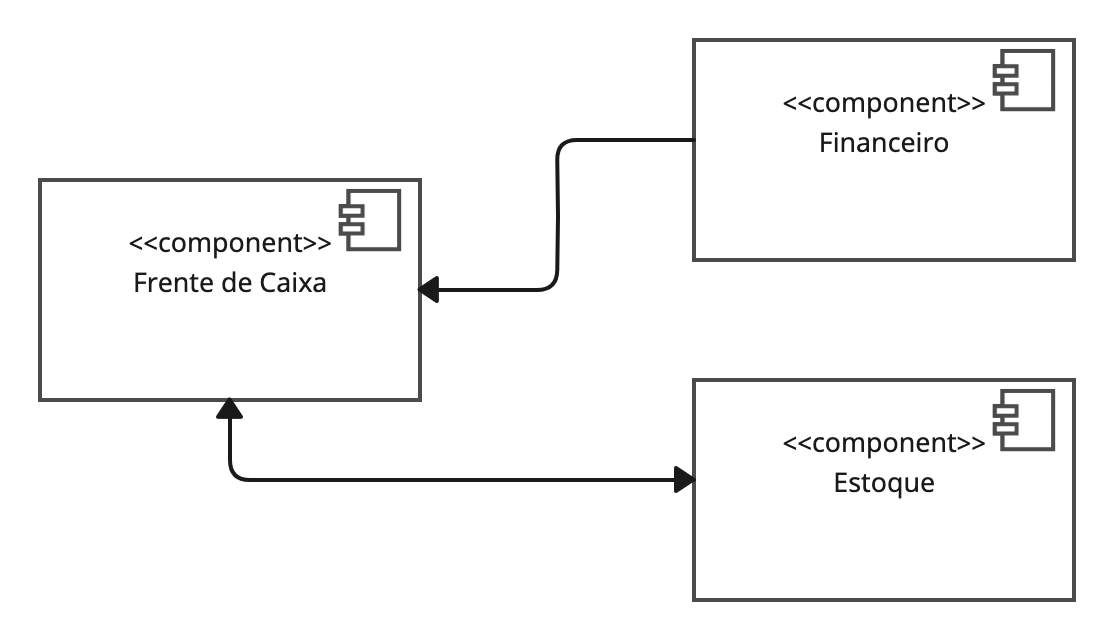 <<component>>
Financeiro
<<component>>
Frente de Caixa
<<component>>
Estoque